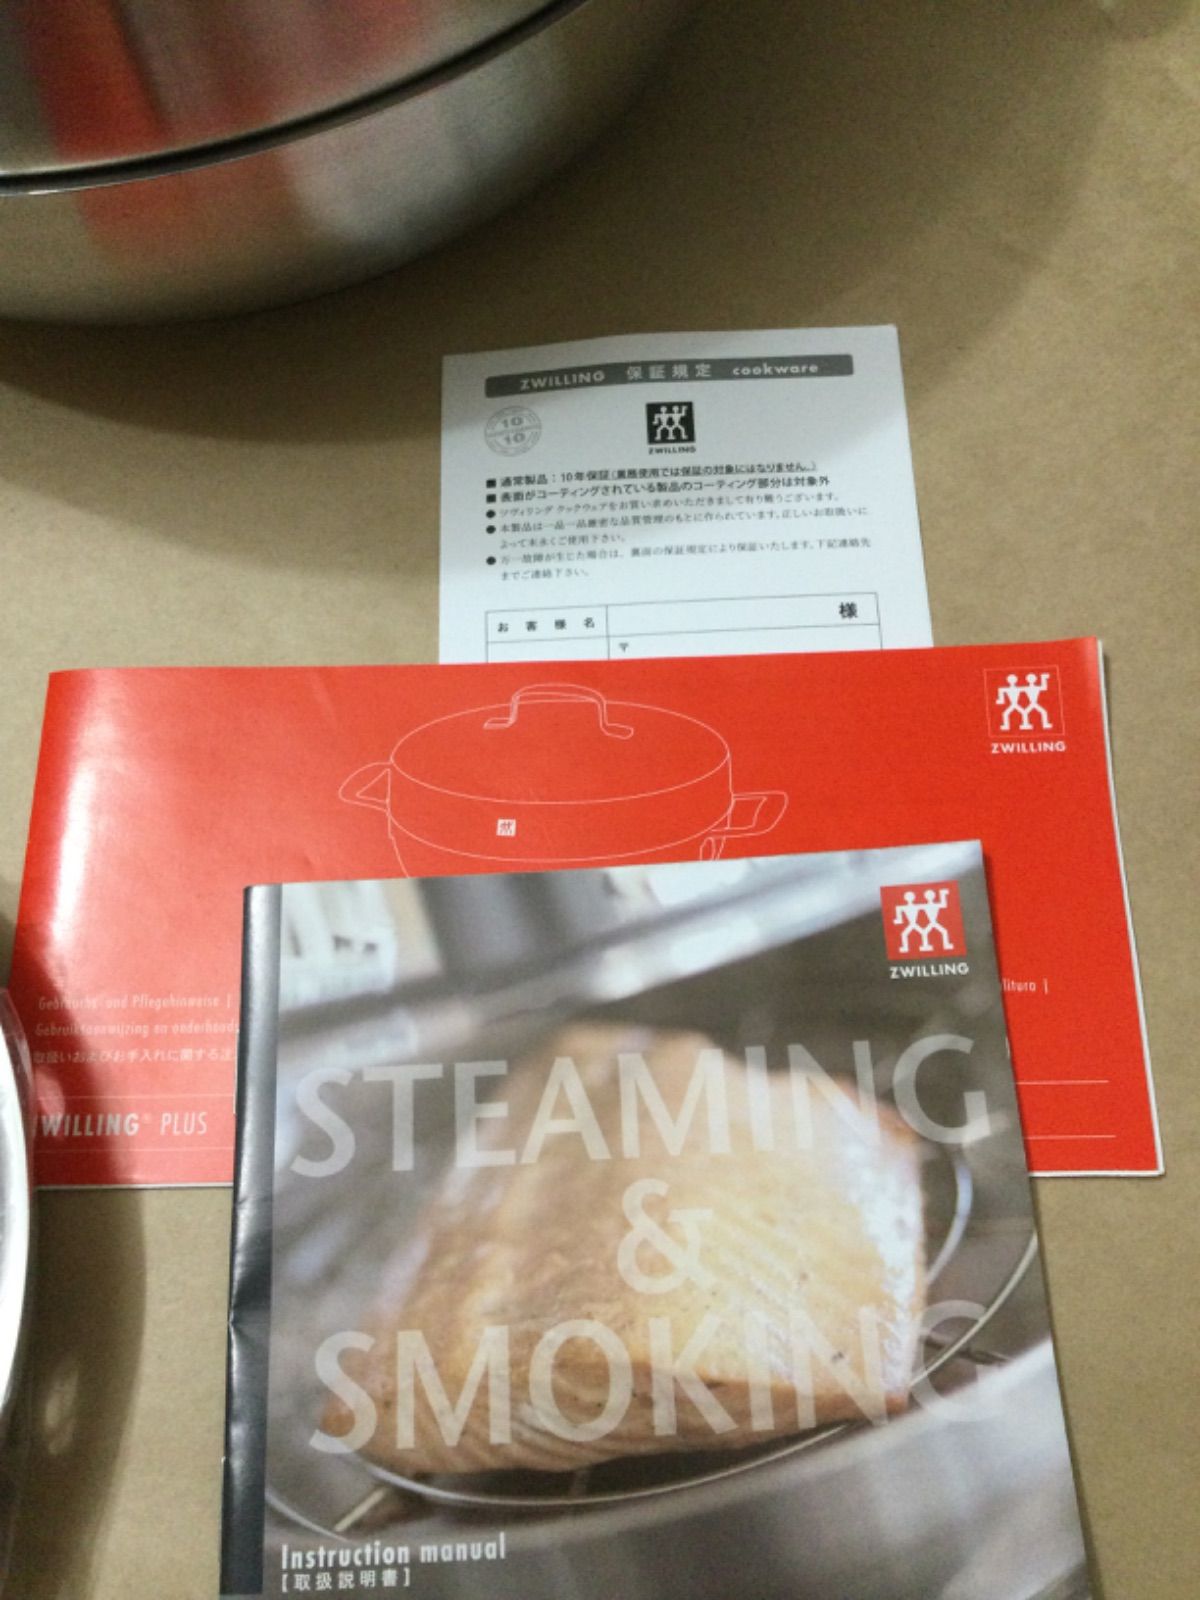 ZWILLING 保証規定 cookware
10
10
ZWILLING
■ 通常製品：10年保証(業務使用では保証の対象にはなりません。)
■ 表面がコーティングされている製品のコーティング部分は対象外
● ツヴィリング クックウェアをお買い求めいただきまして有り難うございます。
● 本製品は一品一品厳密な品質管理のもとに作られています。正しいお取扱いに
よって末永くご使用下さい。
● 万一故障が生じた場合は、裏面の保証規定により保証いたします。下記連絡先
までご連絡下さい。
お客様名 様
〒
ZWILLING
Gebrauchs- und Pflegehinweise |
litura |
Gebruiksaanwijzing en onderhouds
取扱いおよびお手入れに関する注
ZWILLING® PLUS
ZWILLING
STEAMING
&
SMOKING
Instruction manual
[取扱説明書]